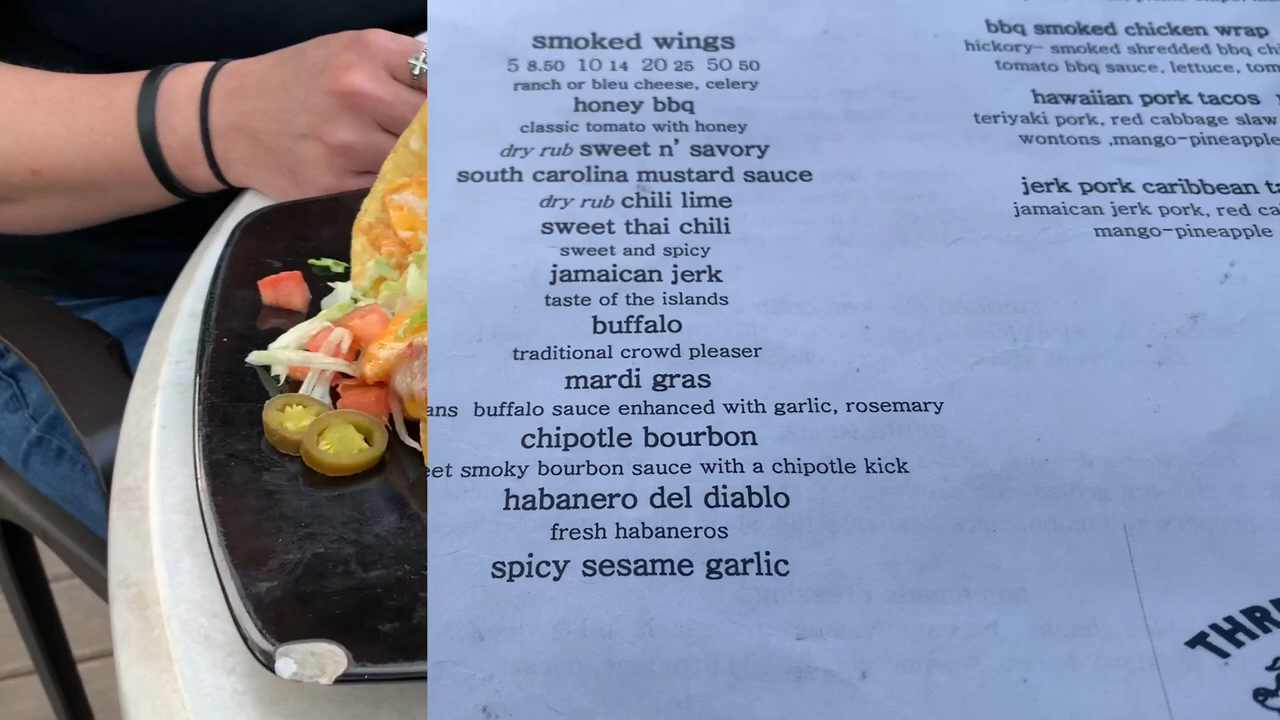 smoked wings
5 8.50 10 14 20 25 50 50
ranch or bleu cheese, celery
honey bbq
classic tomato with honey
dry rub sweet n' savory
south carolina mustard sauce
dry rub chili lime
sweet thai chili
sweet and spicy
jamaican jerk
taste of the islands
buffalo
traditional crowd pleaser
mardi gras
buffalo sauce enhanced with garlic, rosemary
chipotle bourbon
smoky bourbon sauce with a chipotle kick
habanero del diablo
fresh habaneros
spicy sesame garlic
bbq smoked chicken wrap
hickory- smoked shredded bbq
tomato bbq sauce, lettuce,
hawaiian pork tacos
teriyaki pork, red cabbage slaw
wontons ,mango-pineapple
jerk pork caribbean
jamaican jerk pork, red
mango-pineapple